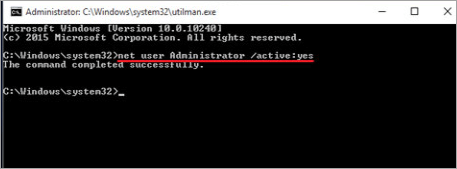 Administrator: C:\Windows\system32\utilman.exe
Microsoft Windows [Version 10.0.10240]
(c) 2015 Microsoft Corporation. All rights reserved.
C:\Windows\system32>net user Administrator /active:yes
The command completed successfully.
C:\Windows\system32>_